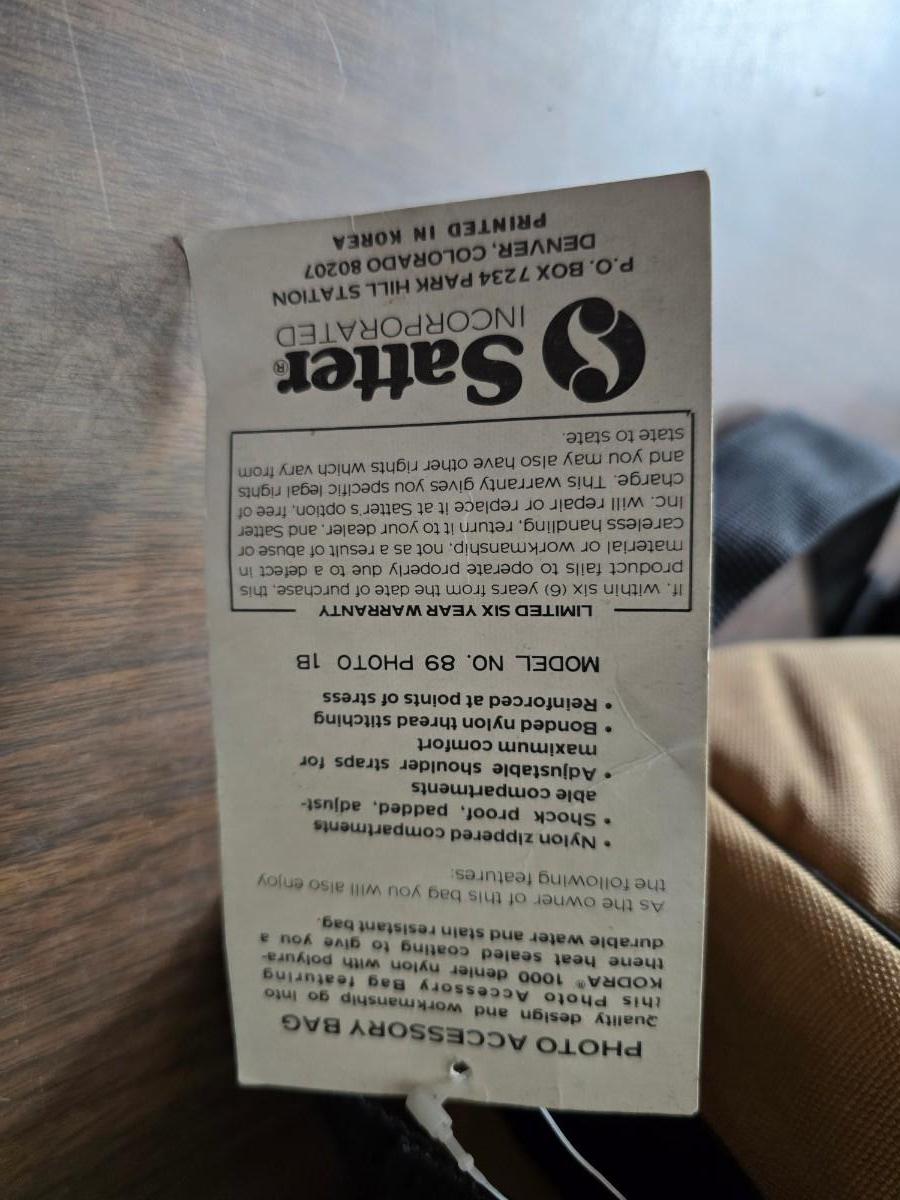 PHOTO ACCESSORY BAG
Quality design and workmanship go into
this Photo Accessory Bag featuring
KODRA® 1000 denier nylon with polyura-
thene heat sealed coating to give you a
durable water and stain resistant bag.
As the owner of this bag you will also enjoy
the following features:
• Nylon zippered compartments
• Shock proof, padded, adjust-
able compartments
• Adjustable shoulder straps for
maximum comfort
• Bonded nylon thread stitching
• Reinforced at points of stress
MODEL NO. 89 PHOTO 1B
LIMITED SIX YEAR WARRANTY
If, within six (6) years from the date of purchase, this
product fails to operate properly due to a defect in
material or workmanship, not as a result of abuse or
careless handling, return it to your dealer, and Satter
Inc. will repair or replace it at Satter's option, free of
charge. This warranty gives you specific legal rights
and you may also have other rights which vary from
state to state.
Satter®
INCORPORATED
P.O. BOX 7234 PARK HILL STATION
DENVER, COLORADO 80207
PRINTED IN KOREA